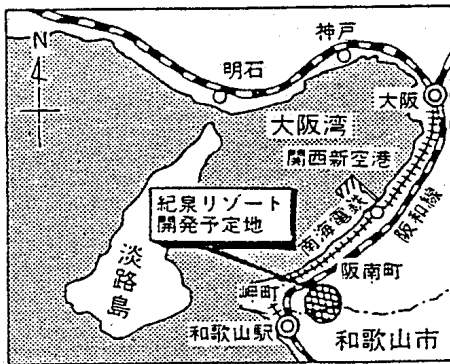 N
神戸
明石
大阪
大阪湾
関西新空港
紀泉リゾート
開発予定地
南海電鉄
阪和線
淡路島
阪南町
岬町
和歌山駅
和歌山市